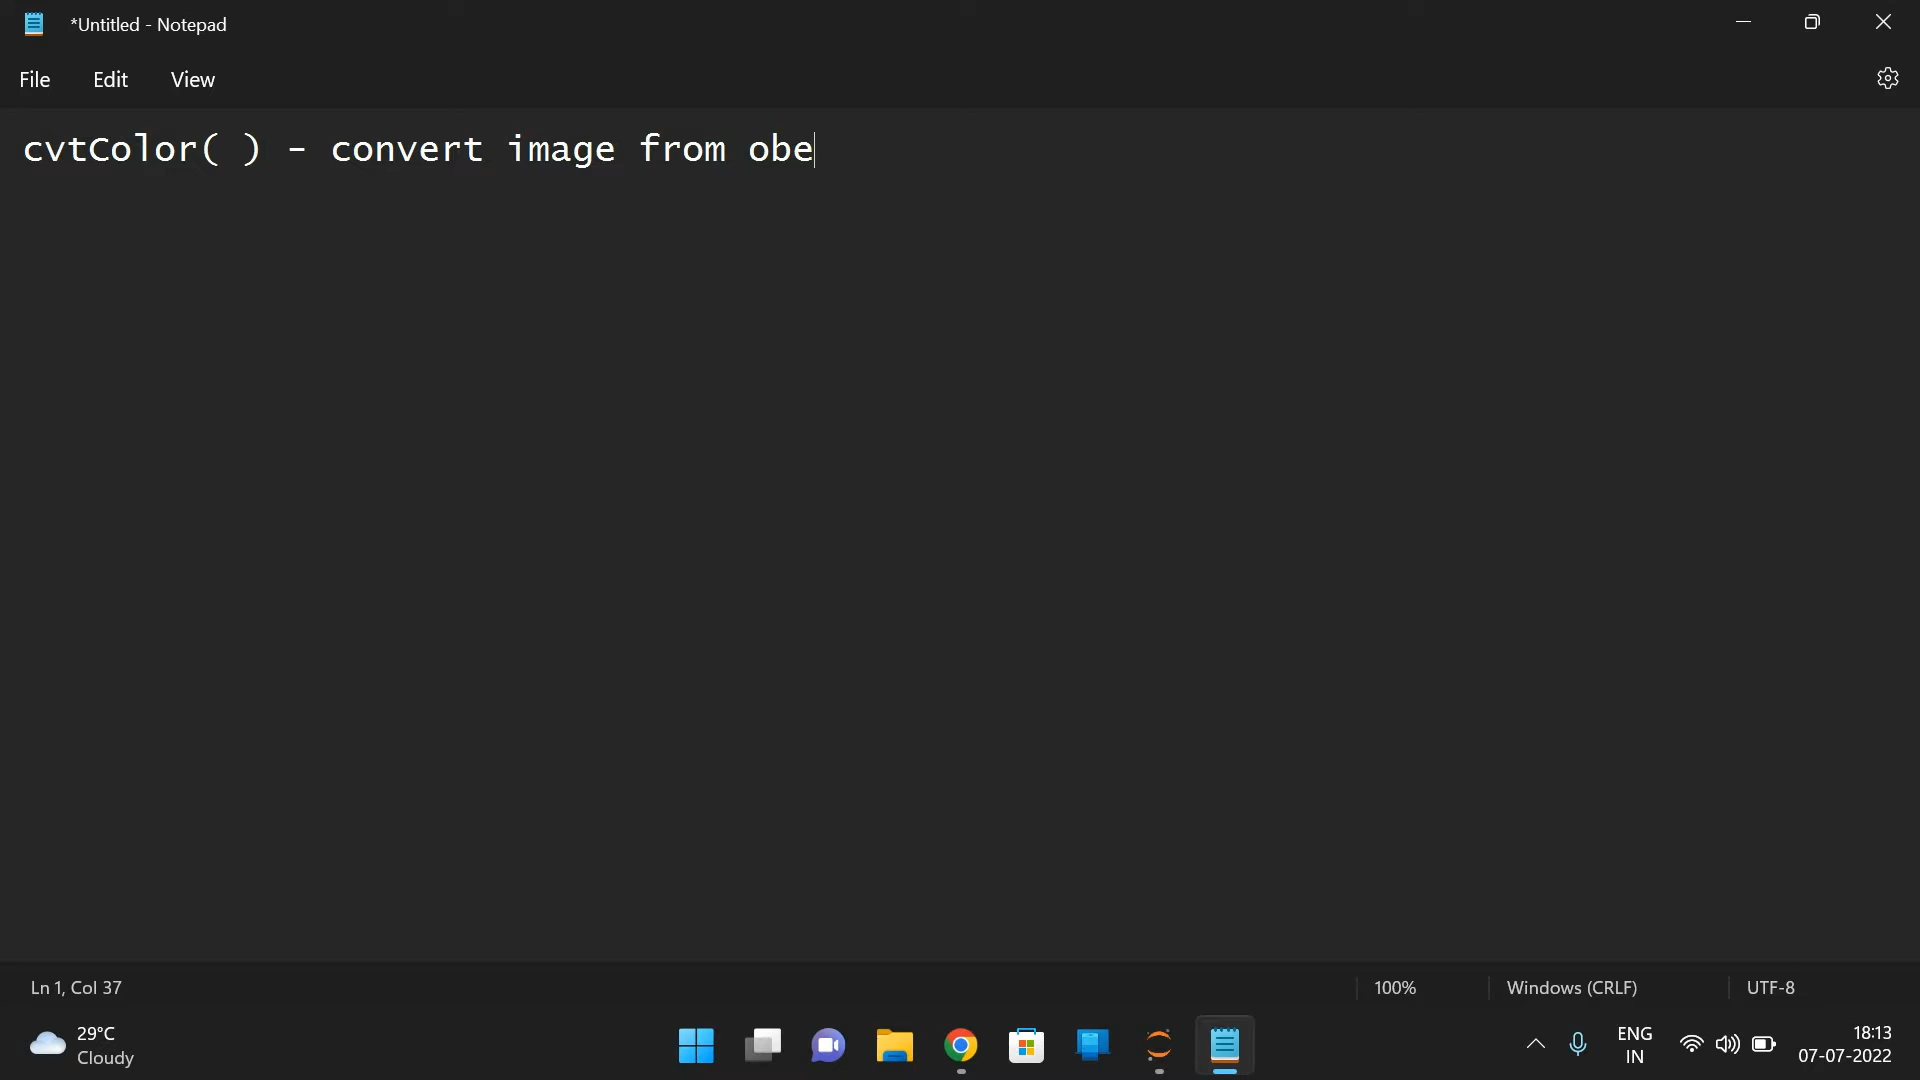 *Untitled - Notepad
File Edit View
cvtColor( ) - convert image from obe
Ln 1, Col 37 100% Windows (CRLF) UTF-8
29°C
Cloudy
ENG
IN
18:13
07-07-2022